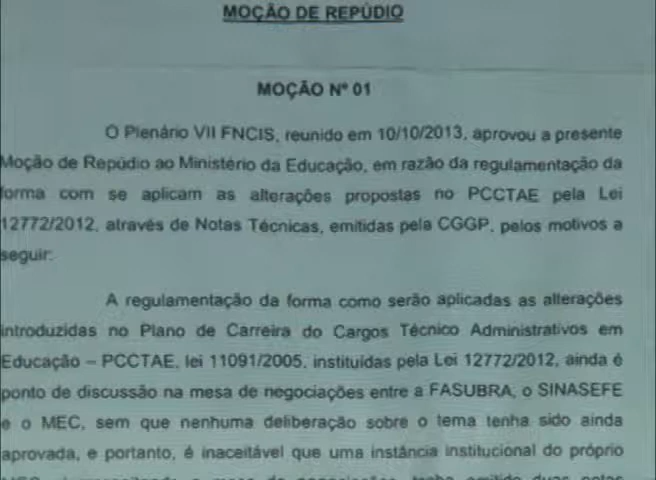 MOÇÃO DE REPÚDIO
MOÇÃO Nº 01
O Plenário VII FNCIS, reunido em 10/10/2013, aprovou a presente
Moção de Repúdio ao Ministério da Educação, em razão da regulamentação da
forma com se aplicam as alterações propostas no PCCTAE pela Lei
12772/2012, através de Notas Técnicas, emitidas pela CGGP, pelos motivos a
seguir:
A regulamentação da forma como serão aplicadas as alterações
introduzidas no Plano de Carreira do Cargos Técnico Administrativos em
Educação – PCCTAE, lei 11091/2005, instituídas pela Lei 12772/2012, ainda é
ponto de discussão na mesa de negociações entre a FASUBRA, o SINASEFE
e o MEC, sem que nenhuma deliberação sobre o tema tenha sido ainda
aprovada, e portanto, é inaceitável que uma instância institucional do próprio